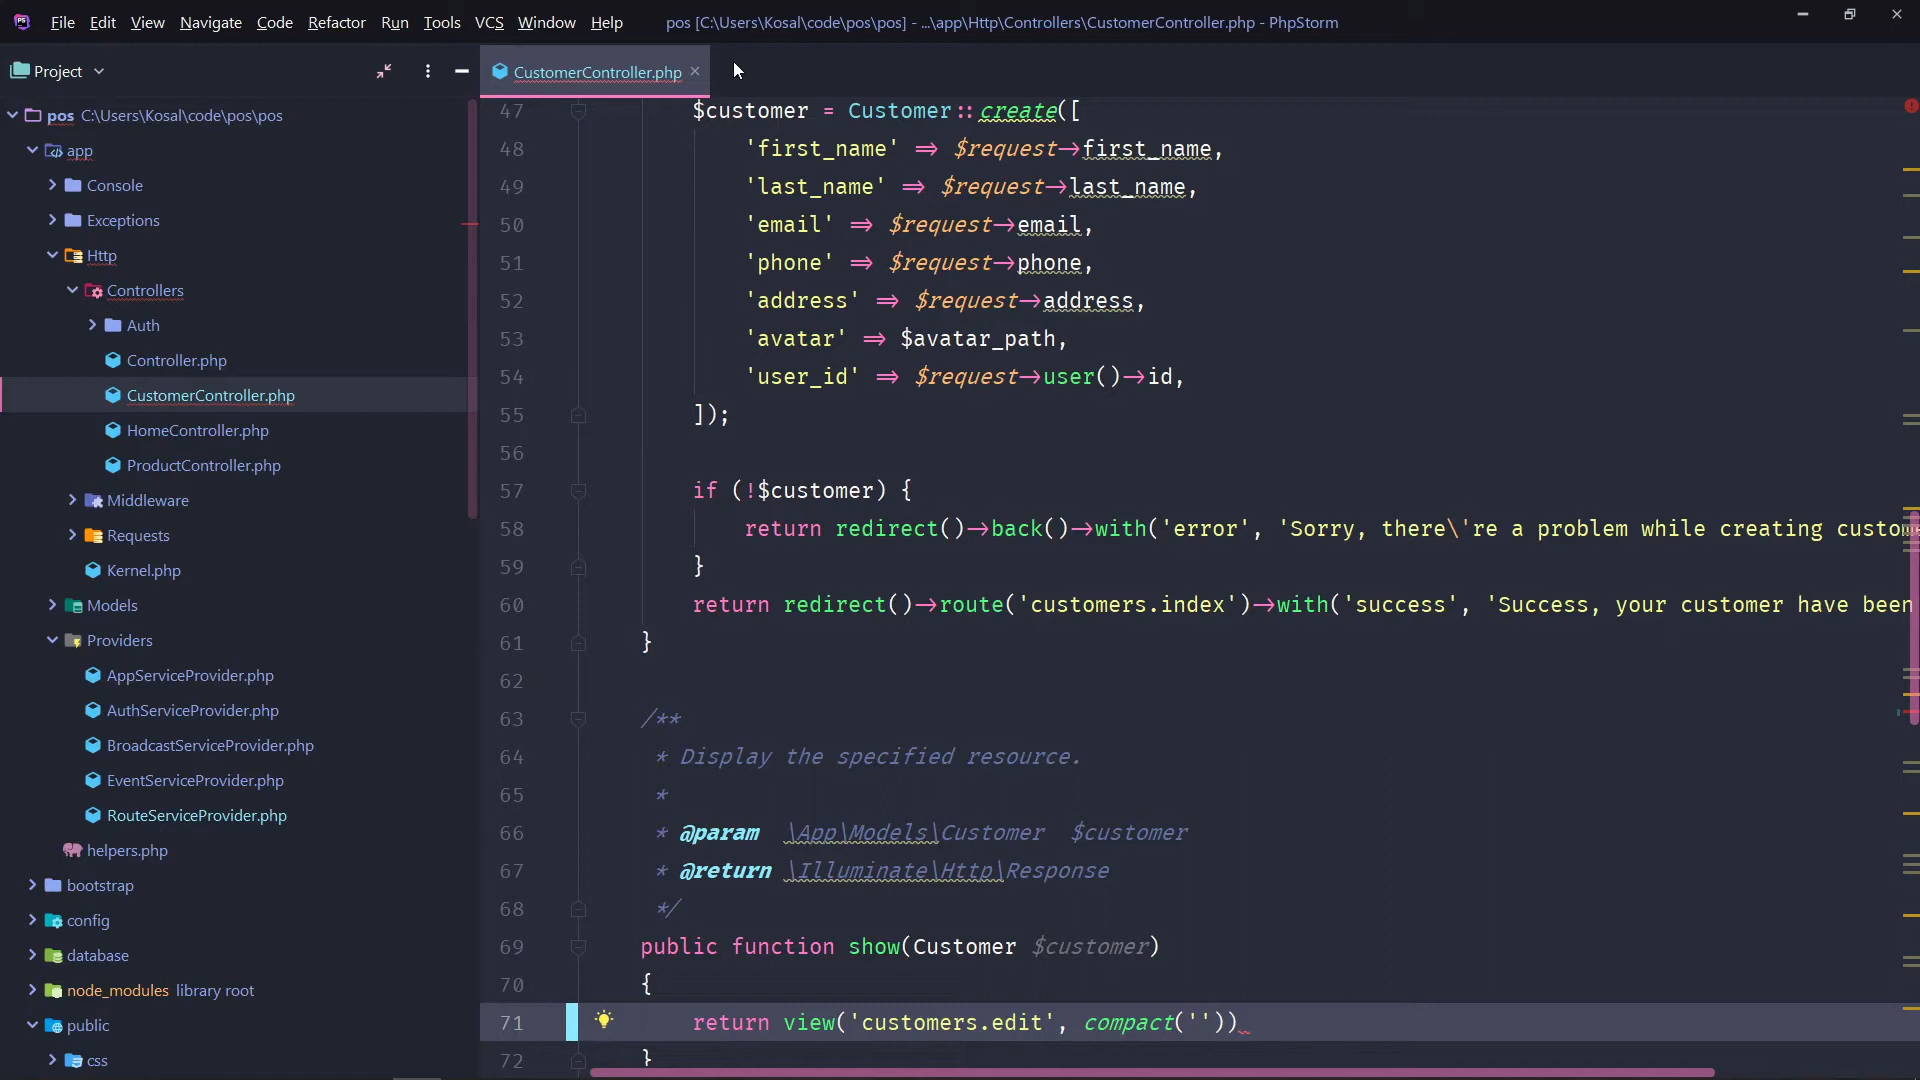 File Edit View Navigate Code Refactor Run Tools VCS Window Help pos [C:\Users\Kosal\code\pos\pos] - ...\app\Http\Controllers\CustomerController.php - PhpStorm
Project
CustomerController.php
pos C:\Users\Kosal\code\pos\pos
app
Console
Exceptions
Http
Controllers
Auth
Controller.php
CustomerController.php
HomeController.php
ProductController.php
Middleware
Requests
Kernel.php
Models
Providers
AppServiceProvider.php
AuthServiceProvider.php
BroadcastServiceProvider.php
EventServiceProvider.php
RouteServiceProvider.php
helpers.php
bootstrap
config
database
node_modules library root
public
css
47 $customer = Customer::create([
48 'first_name' => $request->first_name,
49 'last_name' => $request->last_name,
50 'email' => $request->email,
51 'phone' => $request->phone,
52 'address' => $request->address,
53 'avatar' => $avatar_path,
54 'user_id' => $request->user()->id,
55 ]);
56
57 if (!$customer) {
58 return redirect()->back()->with('error', 'Sorry, there\'re a problem while creating custom
59 }
60 return redirect()->route('customers.index')->with('success', 'Success, your customer have been
61 }
62
63 /**
64 * Display the specified resource.
65 *
66 * @param \App\Models\Customer $customer
67 * @return \Illuminate\Http\Response
68 */
69 public function show(Customer $customer)
70 {
71 return view('customers.edit', compact(''))
72 }